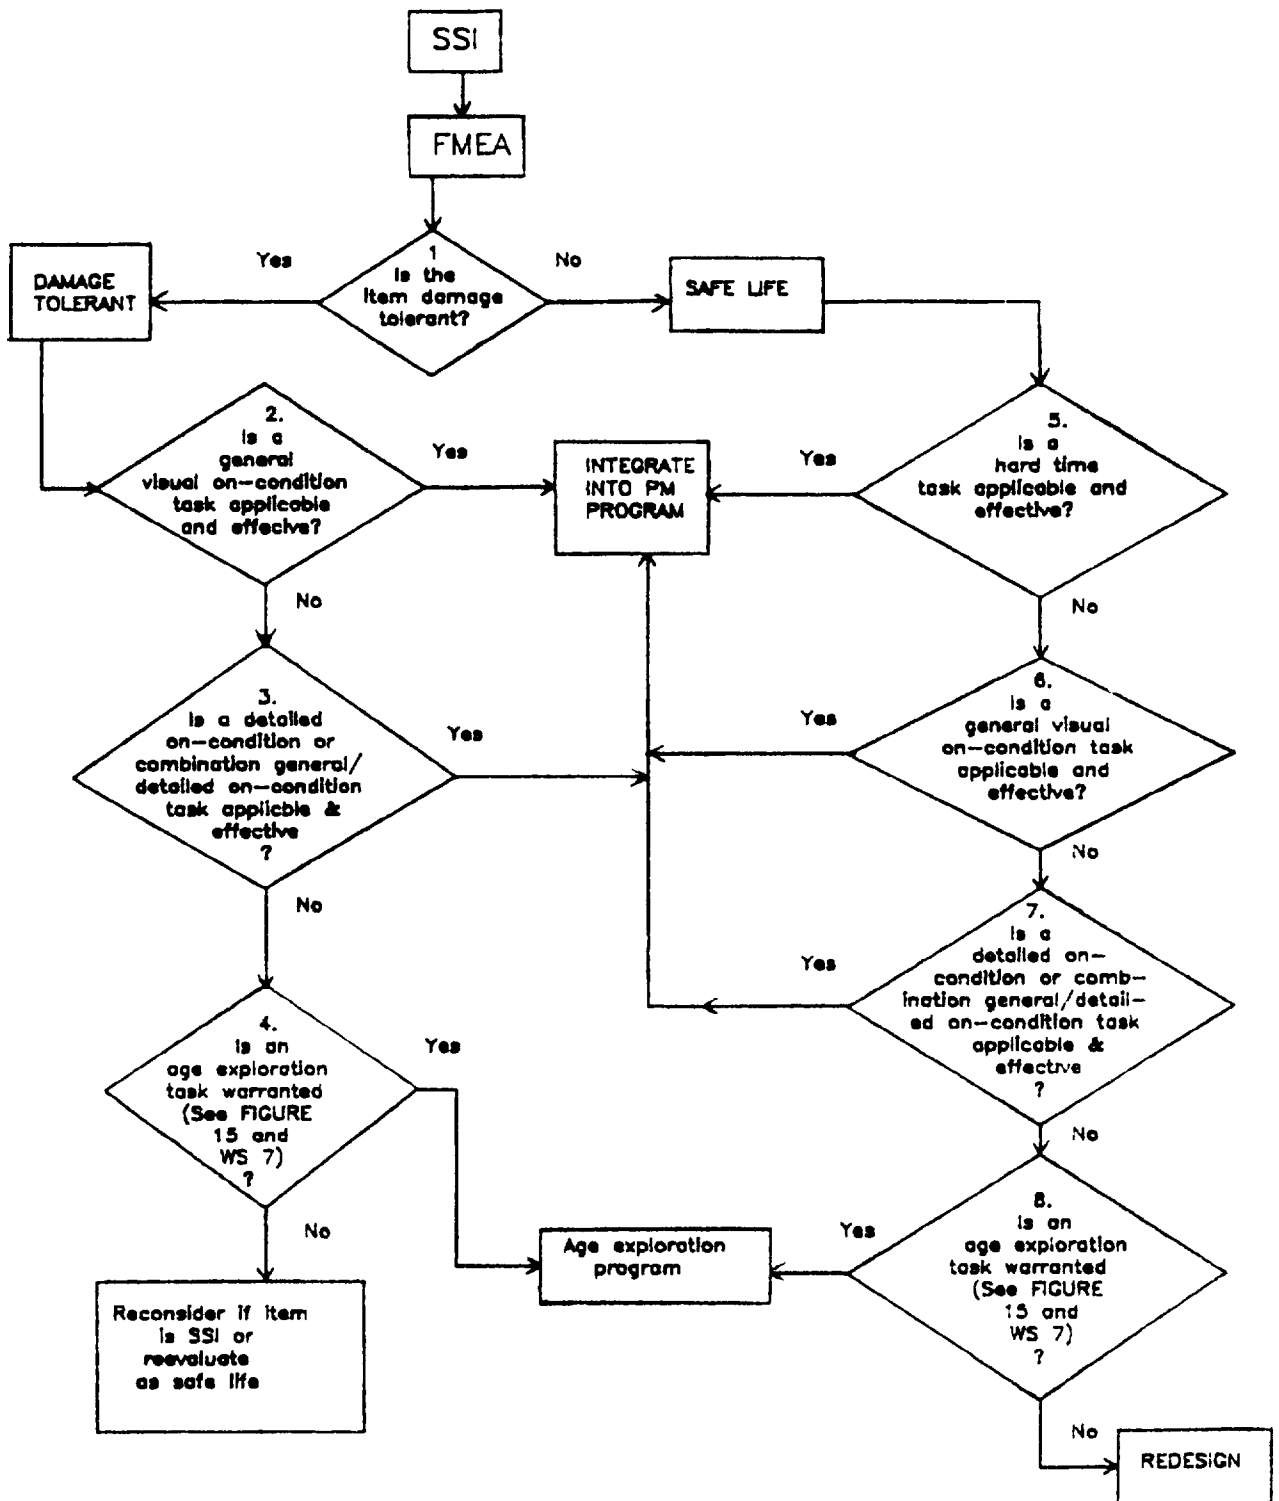 SSI
FMEA
1
Is the
Item damage
tolerant?
Yes
No
DAMAGE
TOLERANT
SAFE LIFE
2.
Is a
general
visual on-condition
task applicable
and effecive?
Yes
No
INTEGRATE
INTO PM
PROGRAM
5.
Is a
hard time
task applicable and
effective?
Yes
No
3.
Is a detailed
on-condition or
combination general/
detailed on-condition
task applicble &
effective
?
Yes
No
6.
Is a
general visual
on-condition task
applicable and
effective?
Yes
No
7.
Is a
detailed on-
condition or comb-
ination general/detail-
ed on-condition task
applicable &
effective
?
Yes
No
4.
Is an
age exploration
task warranted
(See FIGURE
15 and
WS 7)
?
Yes
No
Age exploration
program
8.
Is an
age exploration
task warranted
(See FIGURE
15 and
WS 7)
?
Yes
No
Reconsider if item
is SSI or
reevaluate
as safe life
REDESIGN